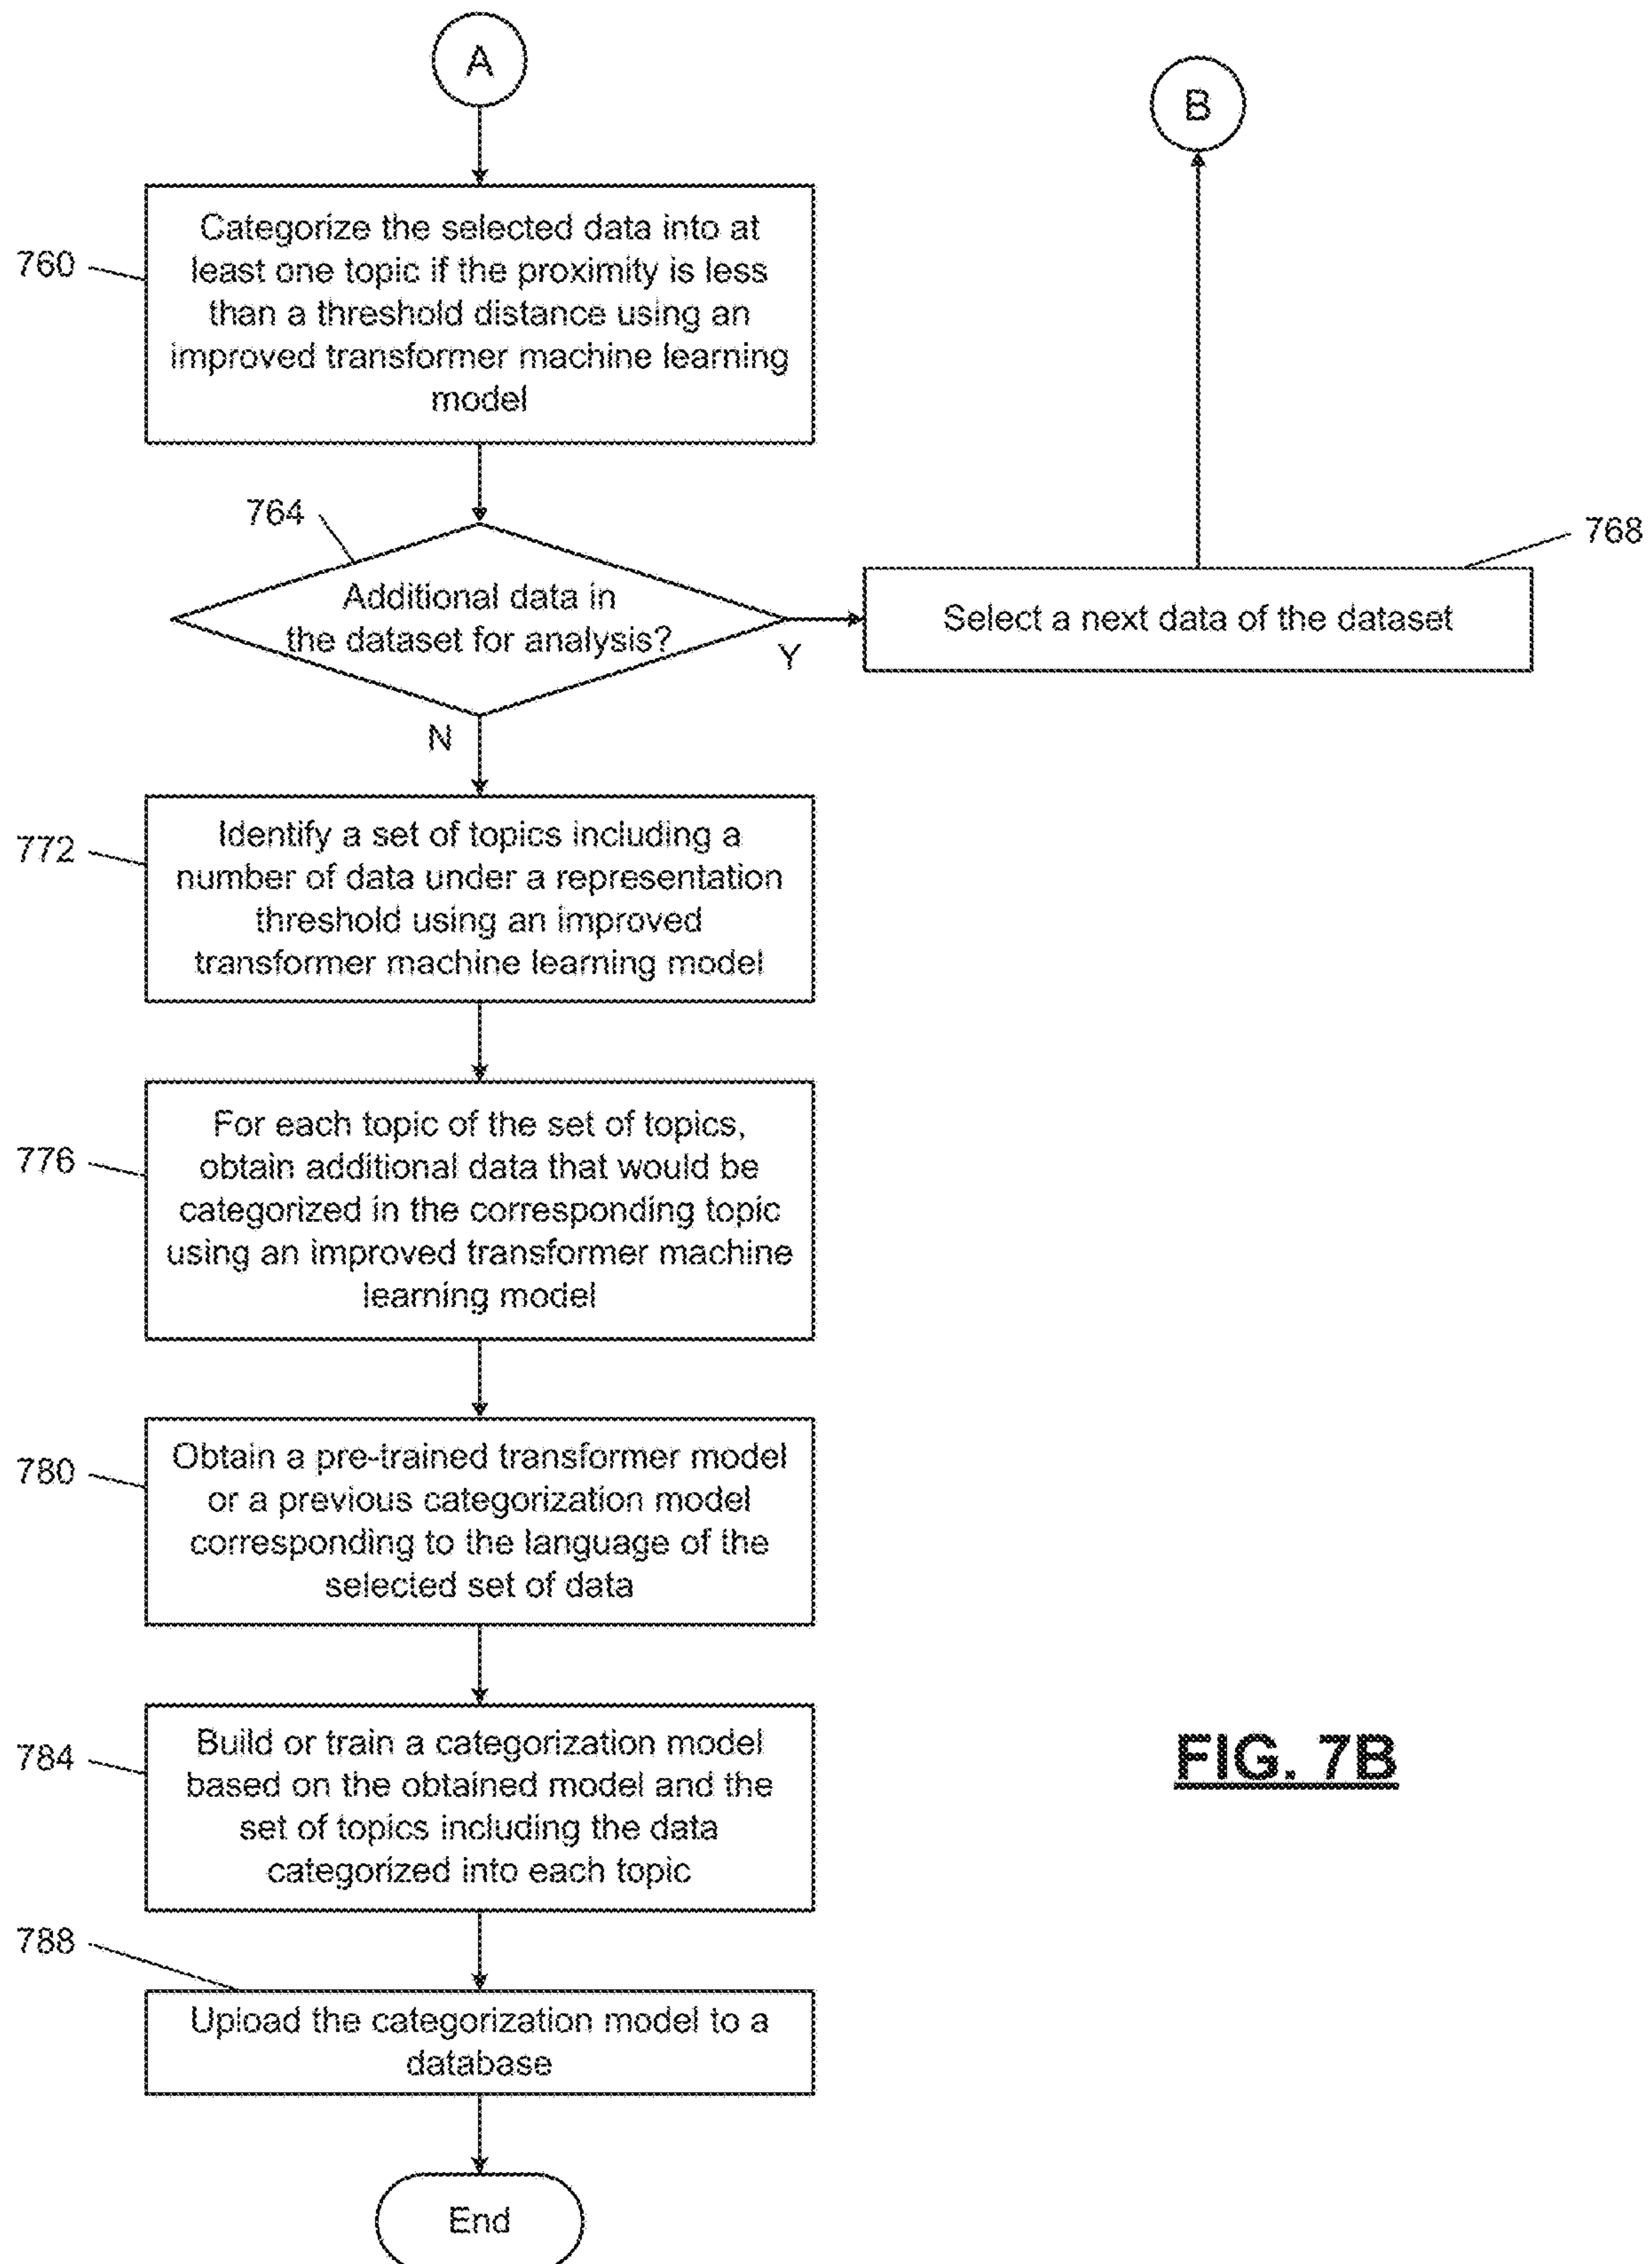 A
B
760
Categorize the selected data into at
least one topic if the proximity is less
than a threshold distance using an
improved transformer machine learning
model
764
Additional data in
the dataset for analysis?
Y
768
Select a next data of the dataset
N
772
Identify a set of topics including a
number of data under a representation
threshold using an improved
transformer machine learning model
776
For each topic of the set of topics,
obtain additional data that would be
categorized in the corresponding topic
using an improved transformer machine
learning model
780
Obtain a pre-trained transformer model
or a previous categorization model
corresponding to the language of the
selected set of data
784
Build or train a categorization model
based on the obtained model and the
set of topics including the data
categorized into each topic
FIG. 7B
788
Upload the categorization model to a
database
End